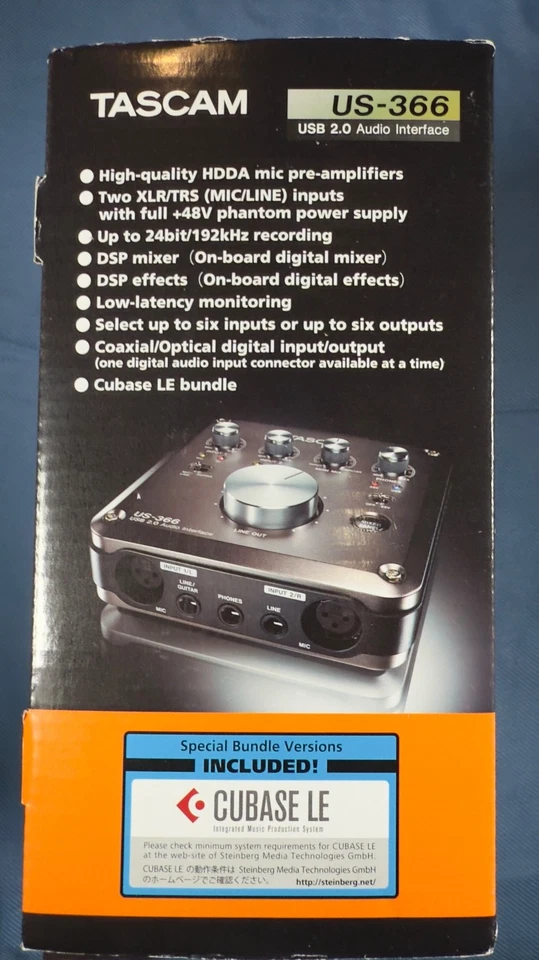 TASCAM
US-366
USB 2.0 Audio Interface
● High-quality HDDA mic pre-amplifiers
● Two XLR/TRS (MIC/LINE) inputs
with full +48V phantom power supply
● Up to 24bit/192kHz recording
● DSP mixer (On-board digital mixer)
● DSP effects (On-board digital effects)
● Low-latency monitoring
● Select up to six inputs or up to six outputs
● Coaxial/Optical digital input/output
(one digital audio input connector available at a time)
● Cubase LE bundle
TASCAM
US-366
USB 2.0 Audio Interface
LINE OUT
INPUT 1/L
LINE/
GUITAR
PHONES
INPUT 2/R
LINE
MIC
MIC
Special Bundle Versions
INCLUDED!
CUBASE LE
Integrated Music Production System
Please check minimum system requirements for CUBASE LE
at the web-site of Steinberg Media Technologies GmbH.
CUBASE LE の動作条件は Steinberg Media Technologies GmbH
のホームページでご確認ください。 http://steinberg.net/